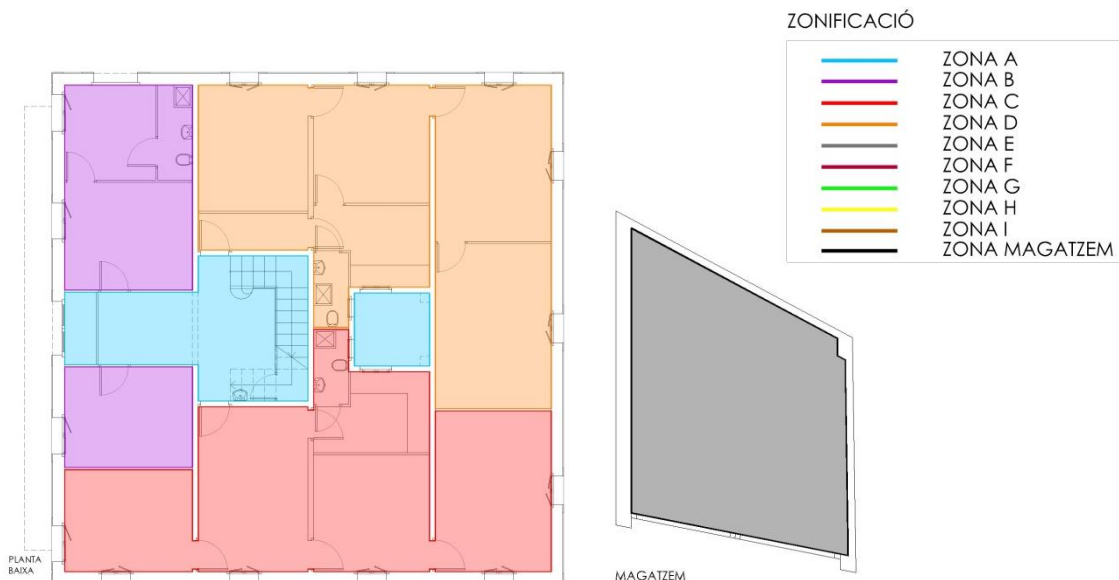 ZONIFICACIÓ
ZONA A
ZONA B
ZONA C
ZONA D
ZONA E
ZONA F
ZONA G
ZONA H
ZONA I
ZONA MAGATZEM
PLANTA
BAIXA
MAGATZEM